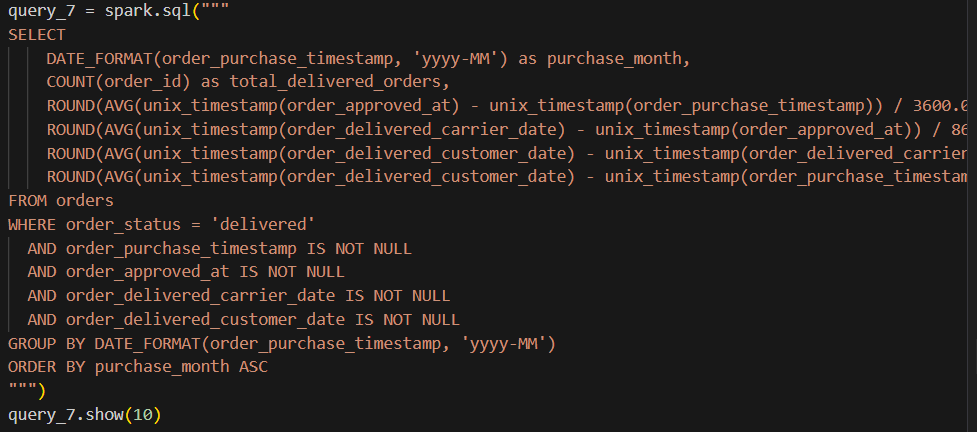 query_7 = spark.sql("""
SELECT
    DATE_FORMAT(order_purchase_timestamp, 'yyyy-MM') as purchase_month,
    COUNT(order_id) as total_delivered_orders,
    ROUND(AVG(unix_timestamp(order_approved_at) - unix_timestamp(order_purchase_timestamp)) / 3600.0
    ROUND(AVG(unix_timestamp(order_delivered_carrier_date) - unix_timestamp(order_approved_at)) / 86
    ROUND(AVG(unix_timestamp(order_delivered_customer_date) - unix_timestamp(order_delivered_carrier
    ROUND(AVG(unix_timestamp(order_delivered_customer_date) - unix_timestamp(order_purchase_timestam
FROM orders
WHERE order_status = 'delivered'
  AND order_purchase_timestamp IS NOT NULL
  AND order_approved_at IS NOT NULL
  AND order_delivered_carrier_date IS NOT NULL
  AND order_delivered_customer_date IS NOT NULL
GROUP BY DATE_FORMAT(order_purchase_timestamp, 'yyyy-MM')
ORDER BY purchase_month ASC
""")
query_7.show(10)